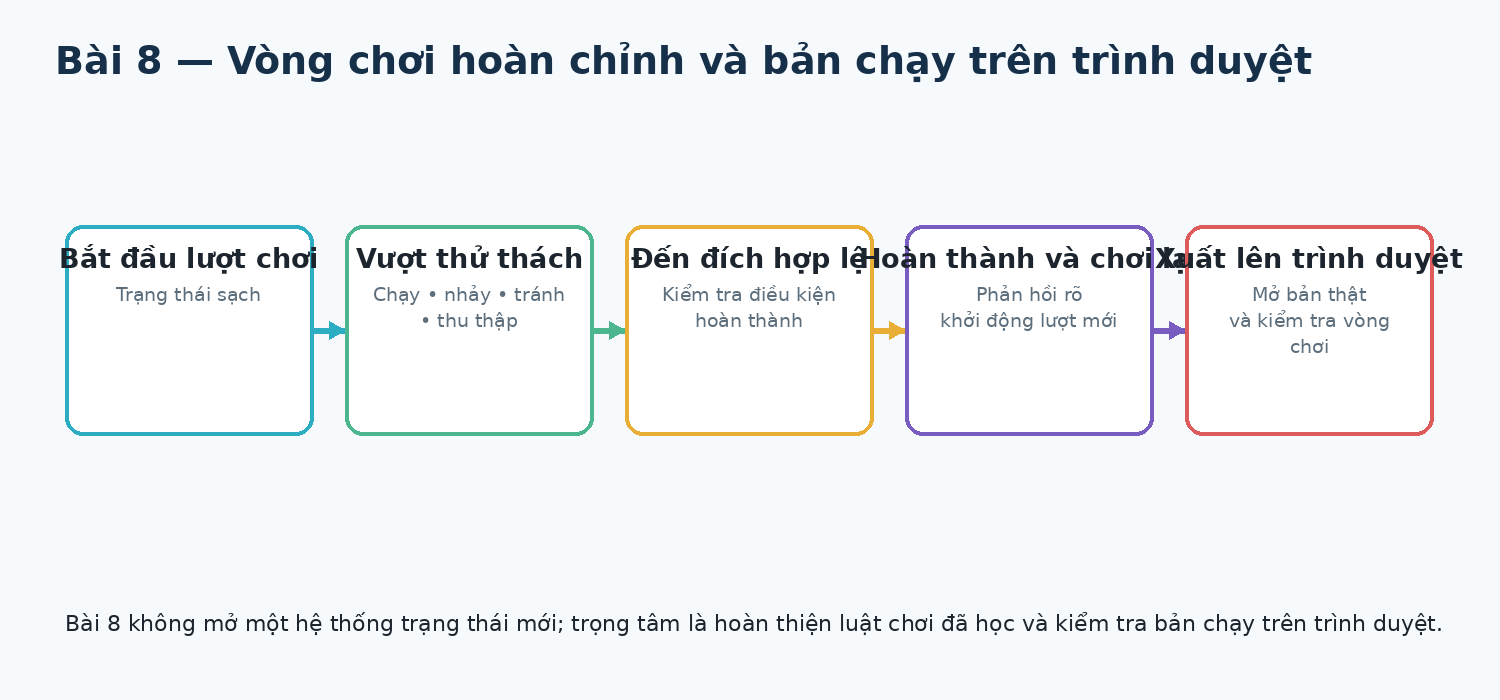 Bài 8 — Vòng chơi hoàn chỉnh và bản chạy trên trình duyệt
Bắt đầu lượt chơi
Trạng thái sạch
Vượt thử thách
Chạy • nhảy • tránh
• thu thập
Đến đích hợp lệ
Kiểm tra điều kiện
hoàn thành
Hoàn thành và chơi lại
Phản hồi rõ
khởi động lượt mới
Xuất lên trình duyệt
Mở bản thật
và kiểm tra vòng
chơi
Bài 8 không mở một hệ thống trạng thái mới; trọng tâm là hoàn thiện luật chơi đã học và kiểm tra bản chạy trên trình duyệt.